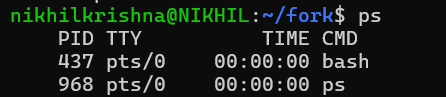 nikhilkrishna@NIKHIL:~/fork$ ps
PID TTY TIME CMD
437 pts/0 00:00:00 bash
968 pts/0 00:00:00 ps